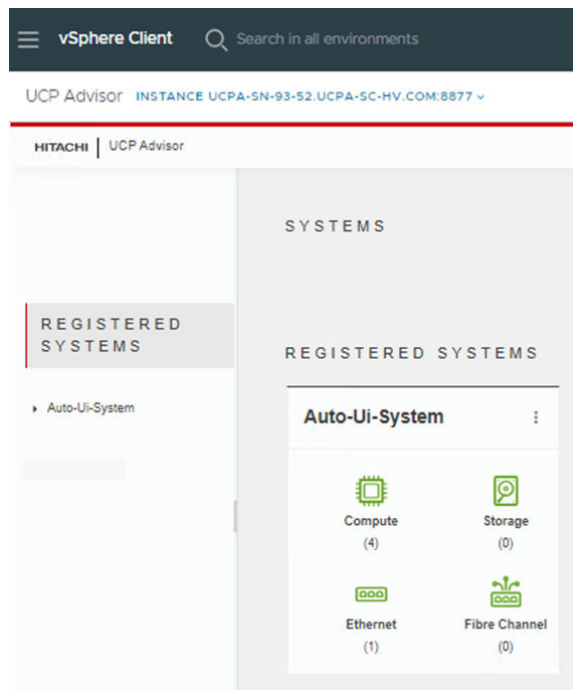 vSphere Client Search in all environments
UCP Advisor INSTANCE UCPA-SN-93-52.UCPA-SC-HV.COM:8877
HITACHI UCP Advisor
SYSTEMS
REGISTERED
SYSTEMS
Auto-Ui-System
REGISTERED SYSTEMS
Auto-Ui-System
Compute Storage
(4) (0)
Ethernet Fibre Channel
(1) (0)